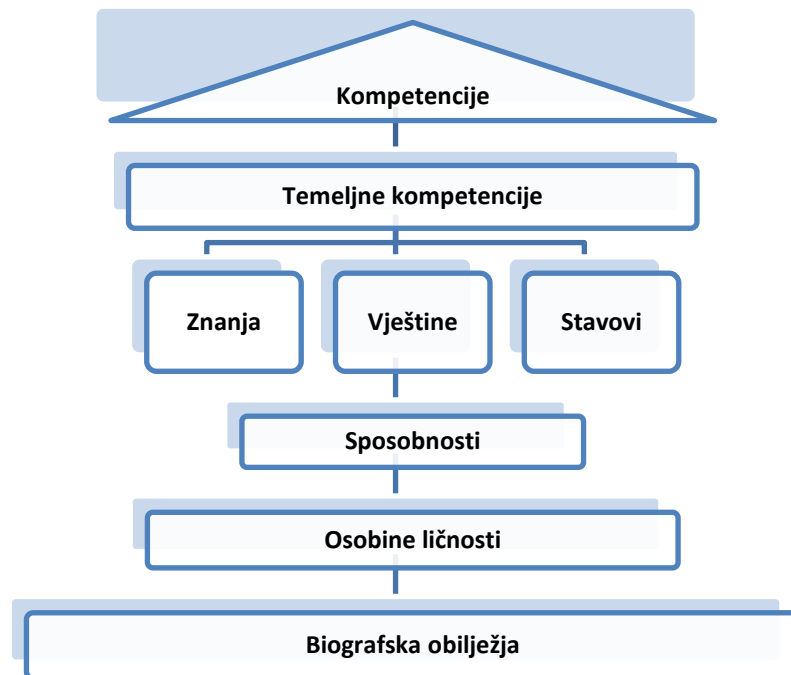 Kompetencije
Temeljne kompetencije
Znanja
Vještine
Stavovi
Sposobnosti
Osobine ličnosti
Biografska obilježja